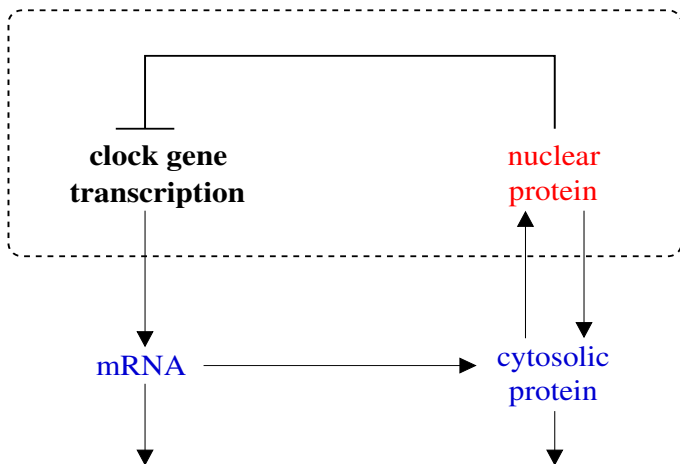 clock gene
transcription
nuclear
protein
mRNA
cytosolic
protein